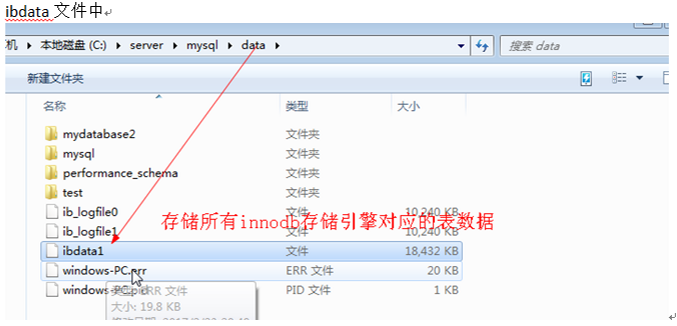 ibdata 文件中
机 ▸ 本地磁盘 (C:) ▸ server ▸ mysql ▸ data ▸ 搜索 data
新建文件夹
名称 类型 大小
mydatabase2 文件夹
mysql 文件夹
performance_schema 文件夹
test 文件夹
ib_logfile0 文件 10,240 KB
存储所有innodb存储引擎对应的表数据
ib_logfile1 文件 10,240 KB
ibdata1 文件 18,432 KB
windows-PC.err ERR 文件 20 KB
windows-PC.pid PID 文件 1 KB
类型: ERR 文件
大小: 19.8 KB